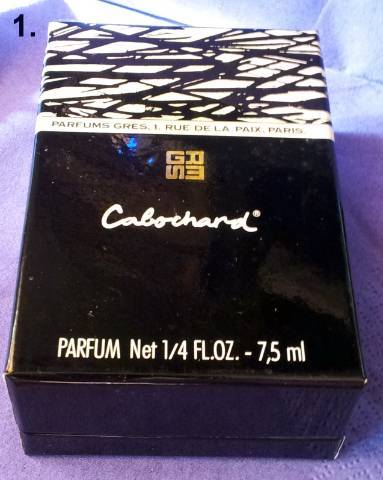 1.
PARFUMS GRES. 1. RUE DE LA PAIX. PARIS.
GRES
Cabochard®
PARFUM Net 1/4 FL.OZ. - 7,5 ml